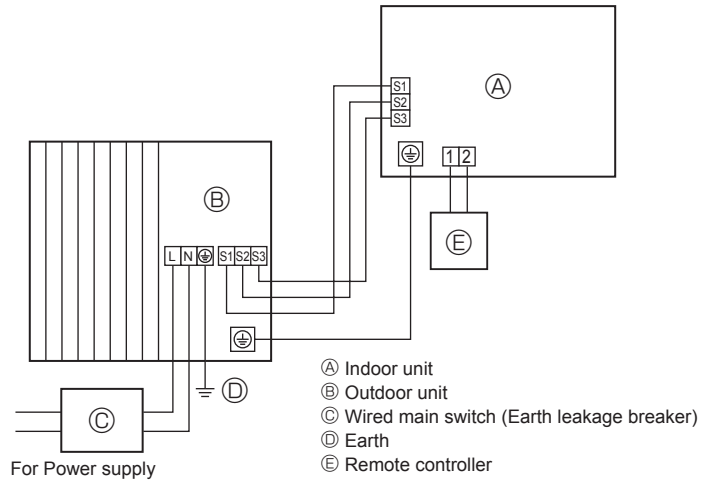 Ⓐ
S1
S2
S3
1 2
Ⓔ
Ⓑ
L N S1 S2 S3
Ⓓ
Ⓒ
For Power supply
Ⓐ Indoor unit
Ⓑ Outdoor unit
Ⓒ Wired main switch (Earth leakage breaker)
Ⓓ Earth
Ⓔ Remote controller